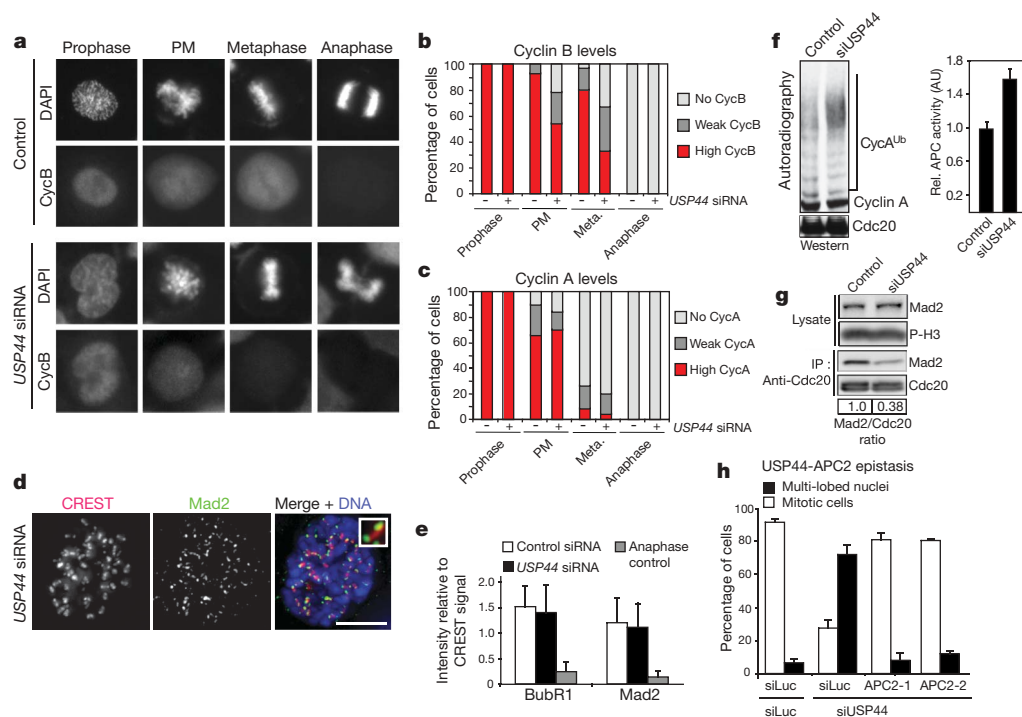 a
Prophase PM Metaphase Anaphase
Control
DAPI
CycB
USP44 siRNA
DAPI
CycB
b
Cyclin B levels
Percentage of cells
100
80
60
40
20
0
No CycB
Weak CycB
High CycB
- + - + - + - + USP44 siRNA
Prophase PM Meta. Anaphase
c
Cyclin A levels
Percentage of cells
100
80
60
40
20
0
No CycA
Weak CycA
High CycA
- + - + - + - + USP44 siRNA
Prophase PM Meta. Anaphase
d
CREST Mad2 Merge + DNA
USP44 siRNA
e
Control siRNA
USP44 siRNA
Anaphase control
Intensity relative to
CREST signal
2.0
1.5
1.0
0.5
0
BubR1 Mad2
f
Control siUSP44
Autoradiography
CycA^Ub
Cyclin A
Cdc20
Western
Rel. APC activity (AU)
1.8
1.4
1.0
0.6
0.2
Control siUSP44
g
Control siUSP44
Lysate
Mad2
P-H3
IP :
Anti-Cdc20
Mad2
Cdc20
1.0 0.38
Mad2/Cdc20
ratio
h
USP44-APC2 epistasis
Multi-lobed nuclei
Mitotic cells
Percentage of cells
100
80
60
40
20
0
siLuc siLuc APC2-1 APC2-2
siLuc siUSP44